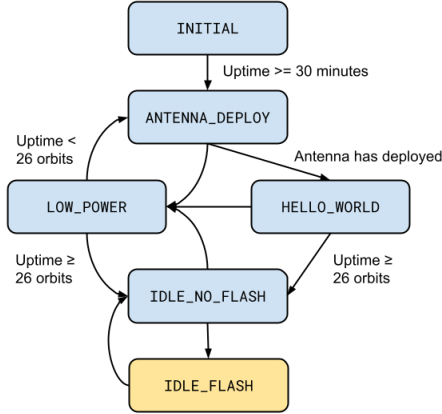 INITIAL
Uptime >= 30 minutes
ANTENNA_DEPLOY
Uptime <
26 orbits
Antenna has deployed
LOW_POWER
HELLO_WORLD
Uptime ≥
26 orbits
Uptime ≥
26 orbits
IDLE_NO_FLASH
IDLE_FLASH